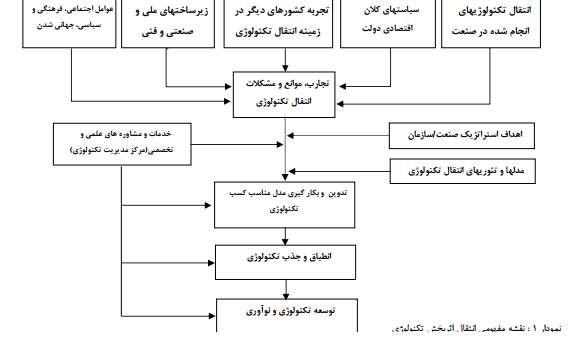 انتقال تکنولوژیهای
انجام شده در صنعت
سیاستهای کلان
اقتصادی دولت
تجربه کشورهای دیگر در
زمینه انتقال تکنولوژی
زیرساختهای ملی و
صنعتی و فنی
عوامل اجتماعی، فرهنگی و
سیاسی، جهانی شدن
تجارب، موانع و مشکلات
انتقال تکنولوژی
اهداف استراتژیک صنعت/سازمان
خدمات و مشاوره های علمی و
تخصصی(مرکز مدیریت تکنولوژی)
مدلها و تئوریهای انتقال تکنولوژی
تدوین و بکار گیری مدل مناسب کسب
تکنولوژی
انطباق و جذب تکنولوژی
توسعه تکنولوژی و نوآوری
نمودار ۱ : نقشه مفهومی انتقال اثربخش تکنولوژی